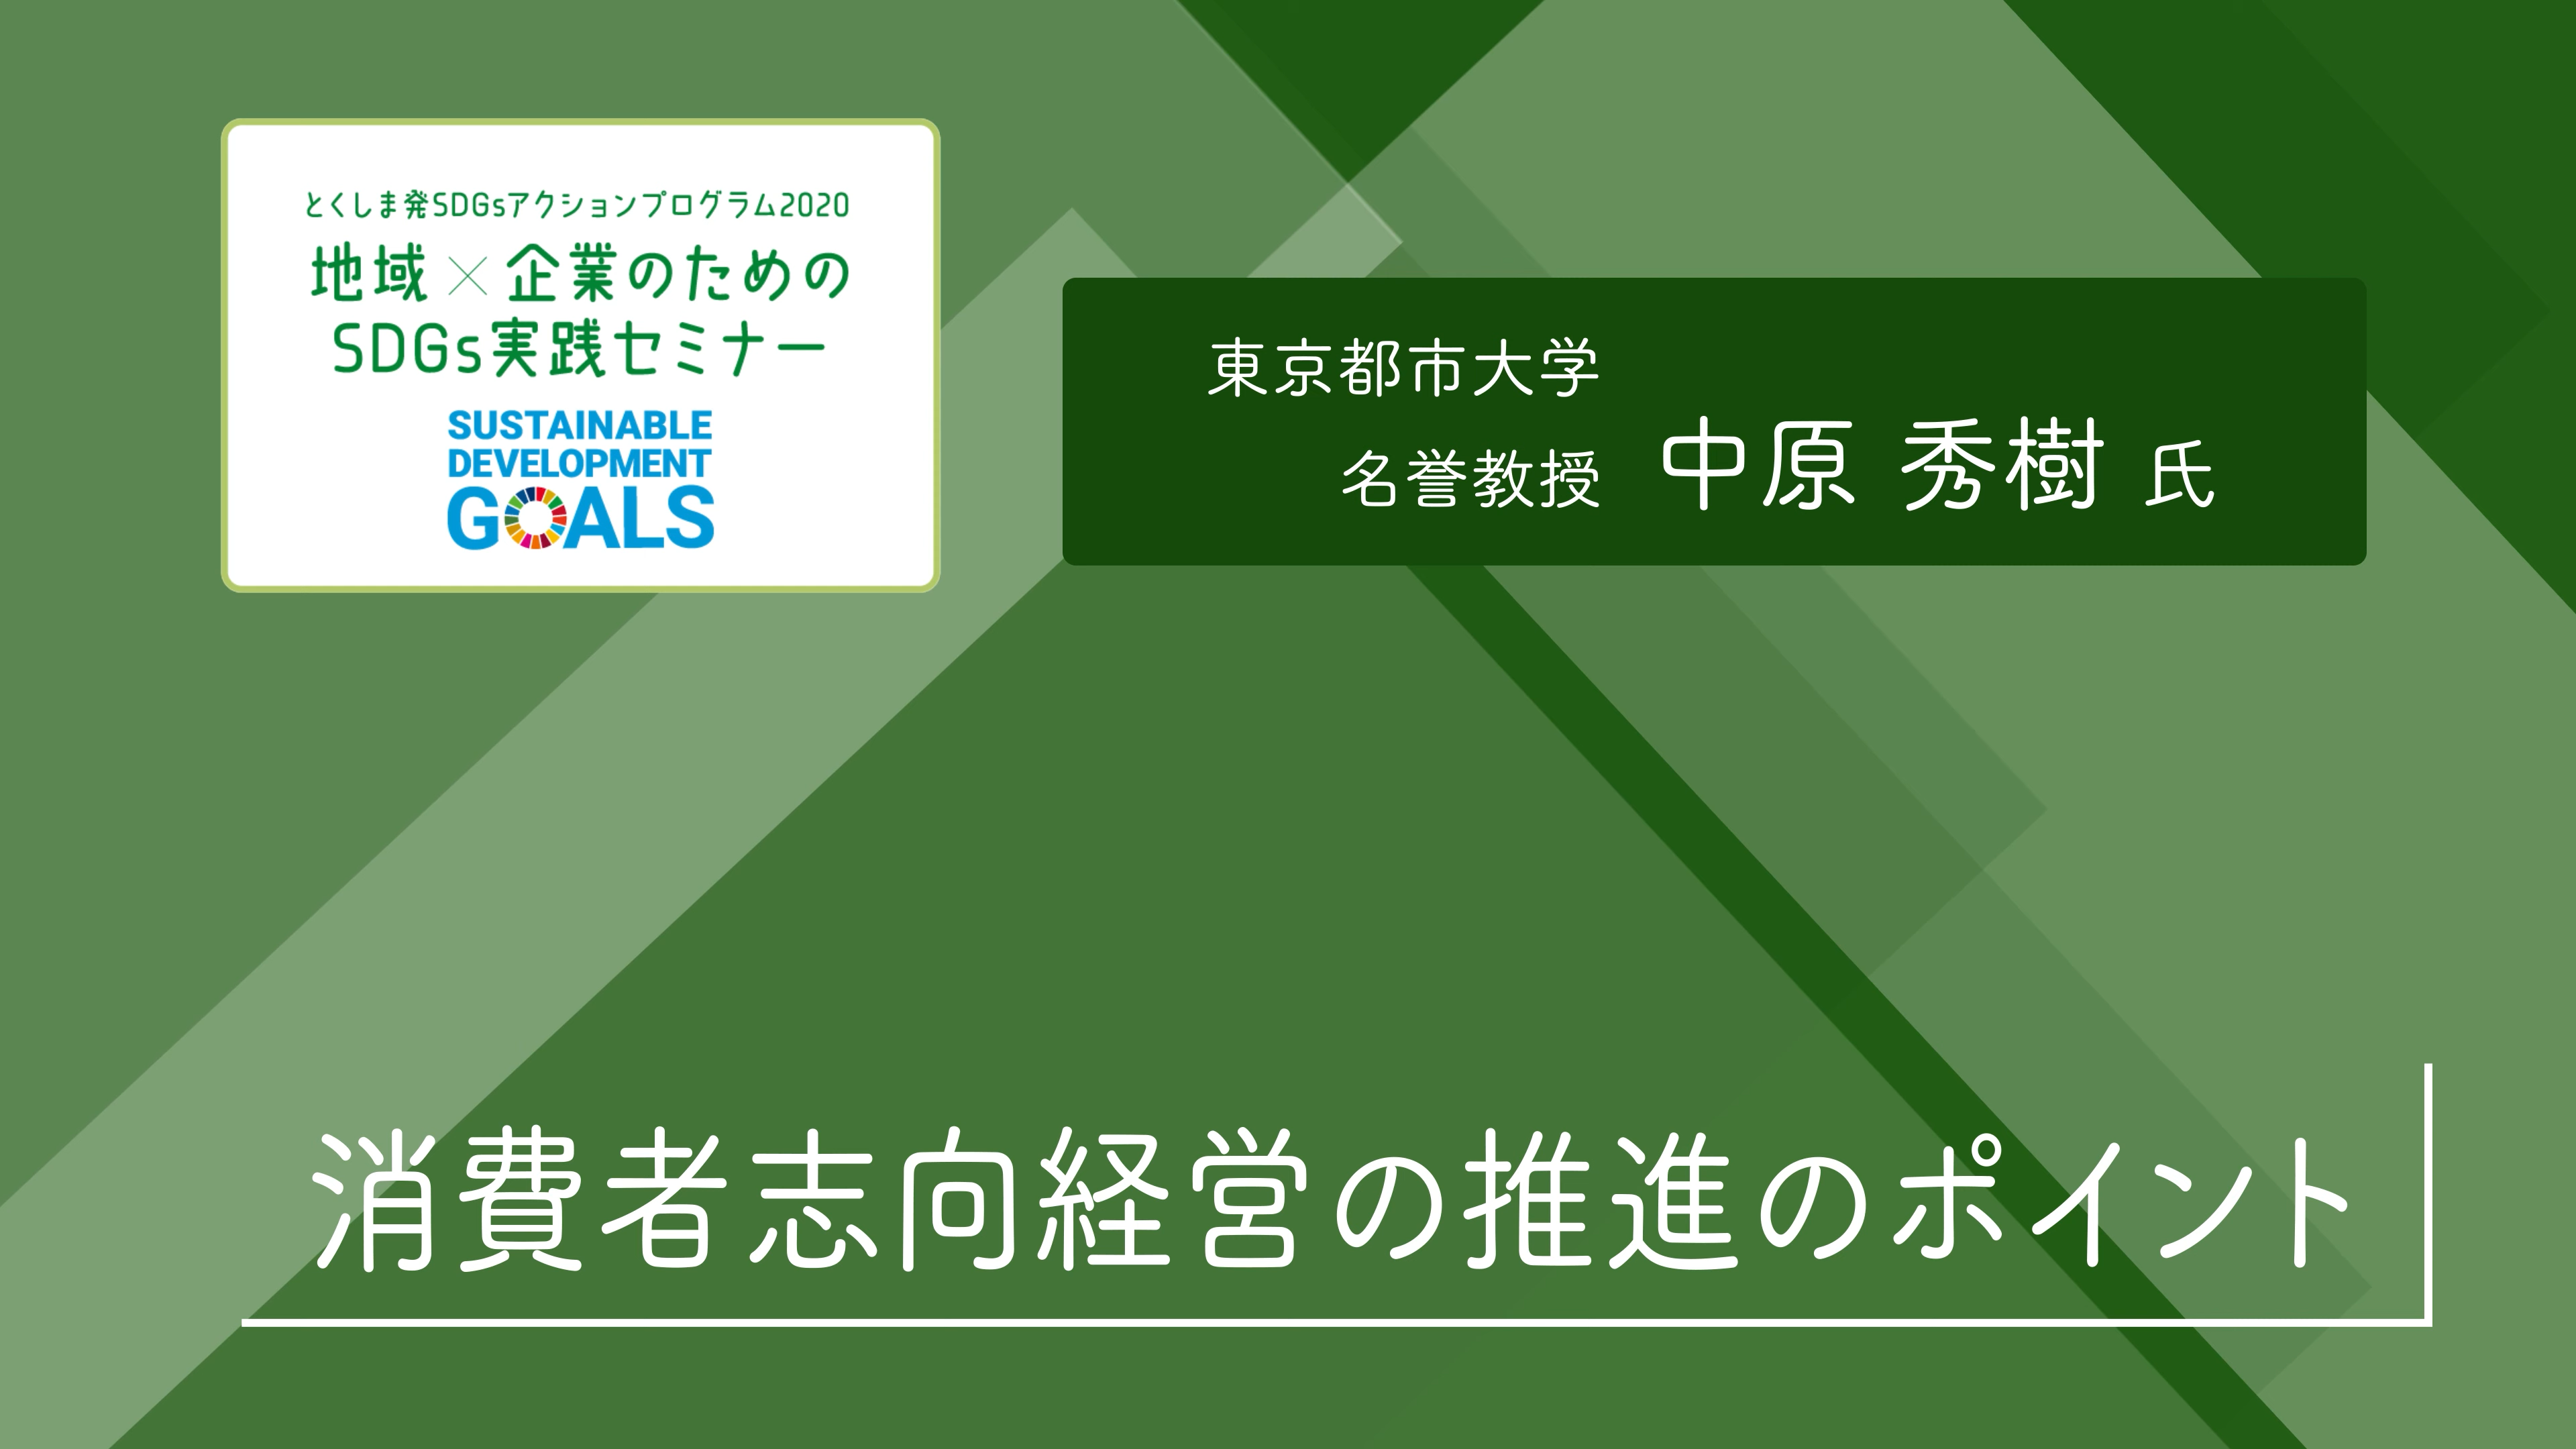 とくしま発SDGsアクションプログラム2020
地域×企業のための
SDGs実践セミナー
SUSTAINABLE
DEVELOPMENT
GOALS
東京都市大学
名誉教授 中原 秀樹 氏
消費者志向経営の推進のポイント